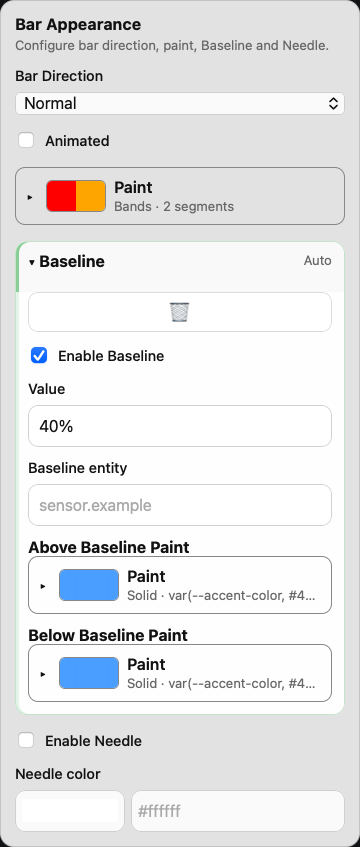 Bar Appearance
Configure bar direction, paint, Baseline and Needle.
Bar Direction
Normal
Animated
Paint
Bands · 2 segments
Baseline
Auto
Enable Baseline
Value
40%
Baseline entity
sensor.example
Above Baseline Paint
Paint
Solid · var(--accent-color, #4...
Below Baseline Paint
Paint
Solid · var(--accent-color, #4...
Enable Needle
Needle color
#ffffff